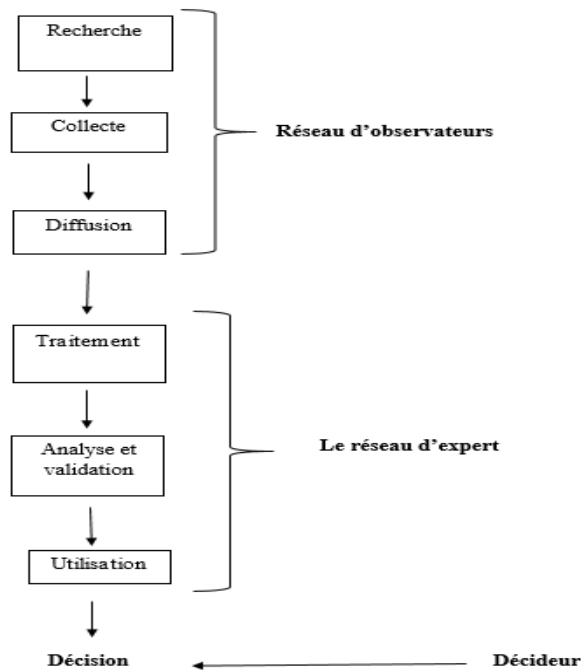 Recherche
Collecte
Réseau d’observateurs
Diffusion
Traitement
Analyse et
validation
Le réseau d’expert
Utilisation
Décision
Décideur